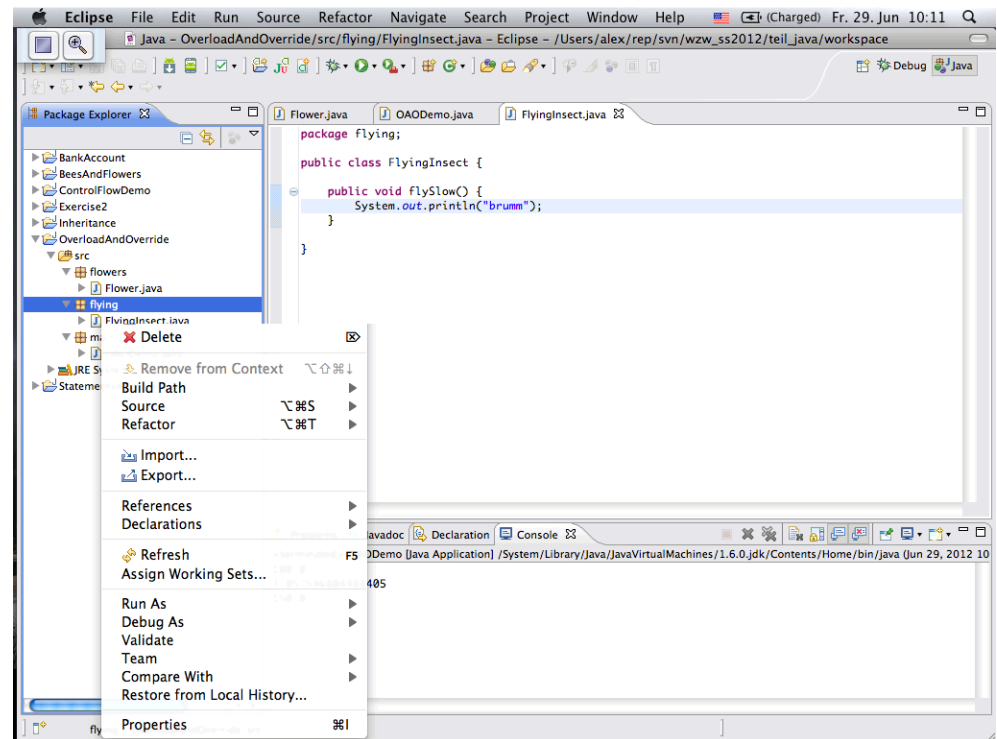 Eclipse File Edit Run Source Refactor Navigate Search Project Window Help (Charged) Fr. 29. Jun 10:11
Java – OverloadAndOverride/src/flying/FlyingInsect.java – Eclipse – /Users/alex/rep/svn/wzw_ss2012/teil_java/workspace
Debug Java
Package Explorer
BankAccount
BeesAndFlowers
ControlFlowDemo
Exercise2
Inheritance
OverloadAndOverride
src
flowers
Flower.java
flying
FlyingInsect.java
JRE
Delete
Remove from Context ⌥⇧⌘↓
Build Path
Source ⌥⌘S
Refactor ⌥⌘T
Import...
Export...
References
Declarations
Refresh F5
Assign Working Sets...
Run As
Debug As
Validate
Team
Compare With
Restore from Local History...
Properties ⌘I
Flower.java OAODemo.java FlyingInsect.java
package flying;
public class FlyingInsect {
public void flySlow() {
System.out.println("brumm");
}
}
Declaration Console
[Java Application] /System/Library/Java/JavaVirtualMachines/1.6.0.jdk/Contents/Home/bin/java (Jun 29, 2012 10
405